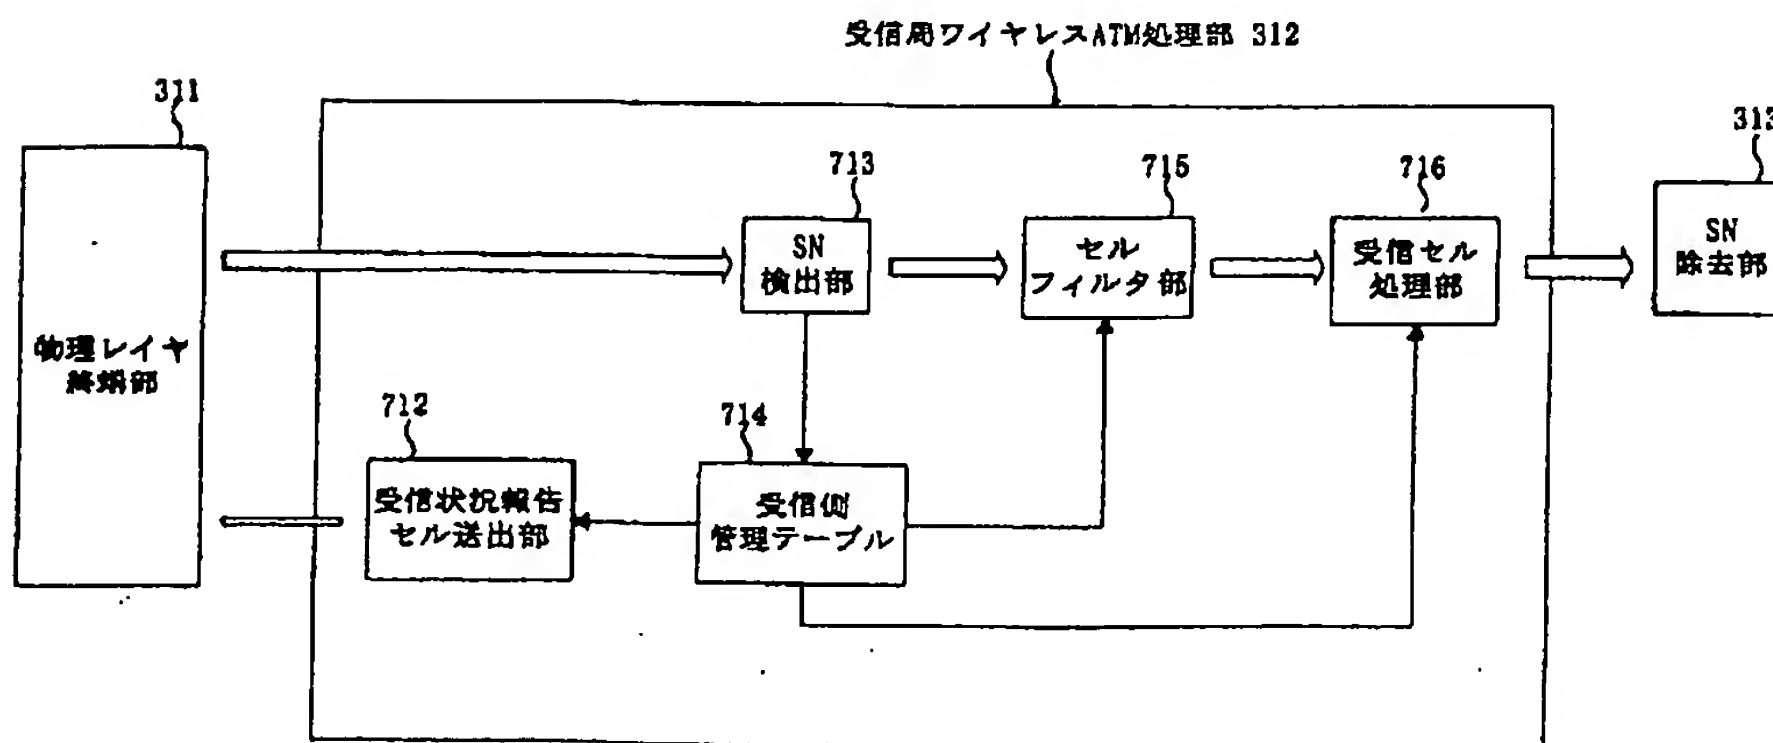 受信局ワイヤレスATM処理部 312
311
313
713
715
716
SN
検出部
セル
フィルタ部
受信セル
処理部
SN
除去部
物理レイヤ
終端部
712
714
受信状況報告
セル送出部
受信側
管理テーブル